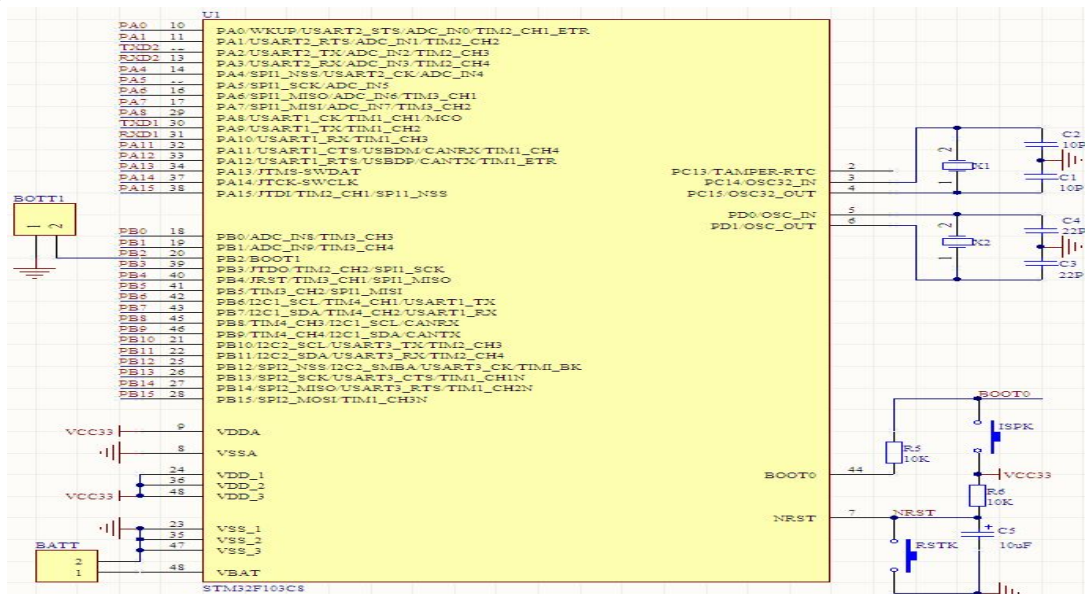 U1
PA0 10 PA0/WKUP/USART2_STS/ADC_IN0/TIM2_CH1_ETR
PA1 11 PA1/USART2_RTS/ADC_IN1/TIM2_CH2
TXD2 PA2/USART2_TX/ADC_IN2/TIM2_CH3
RXD2 13 PA3/USART2_RX/ADC_IN3/TIM2_CH4
PA4 14 PA4/SPI1_NSS/USART2_CK/ADC_IN4
PA5 PA5/SPI1_SCK/ADC_IN5
PA6 16 PA6/SPI1_MISO/ADC_IN6/TIM3_CH1
PA7 17 PA7/SPI1_MISI/ADC_IN7/TIM3_CH2
PA8 29 PA8/USART1_CK/TIM1_CH1/MCO
TXD1 30 PA9/USART1_TX/TIM1_CH2
RXD1 31 PA10/USART1_RX/TIM1_CH3
PA11 32 PA11/USART1_CTS/USBDM/CANRX/TIM1_CH4
PA12 33 PA12/USART1_RTS/USBDP/CANTX/TIM1_ETR
PA13 34 PA13/JTMS-SWDAT
PA14 37 PA14/JTCK-SWCLK
PA15 38 PA15/JTDI/TIM2_CH1/SP11_NSS
PC13/TAMPER-RTC 2
PC14/OSC32_IN 3
PC15/OSC32_OUT 4
PD0/OSC_IN 5
PD1/OSC_OUT 6
2 X1 1
C2 10P
C1 10P
2 X2 1
C4 22P
C3 22P
BOTT1
1 2
PB0 18 PB0/ADC_IN8/TIM3_CH3
PB1 19 PB1/ADC_IN9/TIM3_CH4
PB2 20 PB2/BOOT1
PB3 39 PB3/JTDO/TIM2_CH2/SPI1_SCK
PB4 40 PB4/JRST/TIM3_CH1/SPI1_MISO
PB5 41 PB5/TIM3_CH2/SPI1_MISI
PB6 42 PB6/I2C1_SCL/TIM4_CH1/USART1_TX
PB7 43 PB7/I2C1_SDA/TIM4_CH2/USART1_RX
PB8 45 PB8/TIM4_CH3/I2C1_SCL/CANRX
PB9 46 PB9/TIM4_CH4/I2C1_SDA/CANTX
PB10 21 PB10/I2C2_SCL/USART3_TX/TIM2_CH3
PB11 22 PB11/I2C2_SDA/USART3_RX/TIM2_CH4
PB12 25 PB12/SPI2_NSS/I2C2_SMBA/USART3_CK/TIMI_BK
PB13 26 PB13/SPI2_SCK/USART3_CTS/TIM1_CH1N
PB14 27 PB14/SPI2_MISO/USART3_RTS/TIM1_CH2N
PB15 28 PB15/SPI2_MOSI/TIM1_CH3N
VCC33 9 VDDA
8 VSSA
24 VDD_1
36 VDD_2
VCC33 48 VDD_3
23 VSS_1
35 VSS_2
47 VSS_3
BATT
2
1
48 VBAT
BOOT0 44
NRST 7
BOOT0
ISPK
R5
10K
VCC33
R6
10K
NRST
RSTK
+ C5
10uF
STM32F103C8